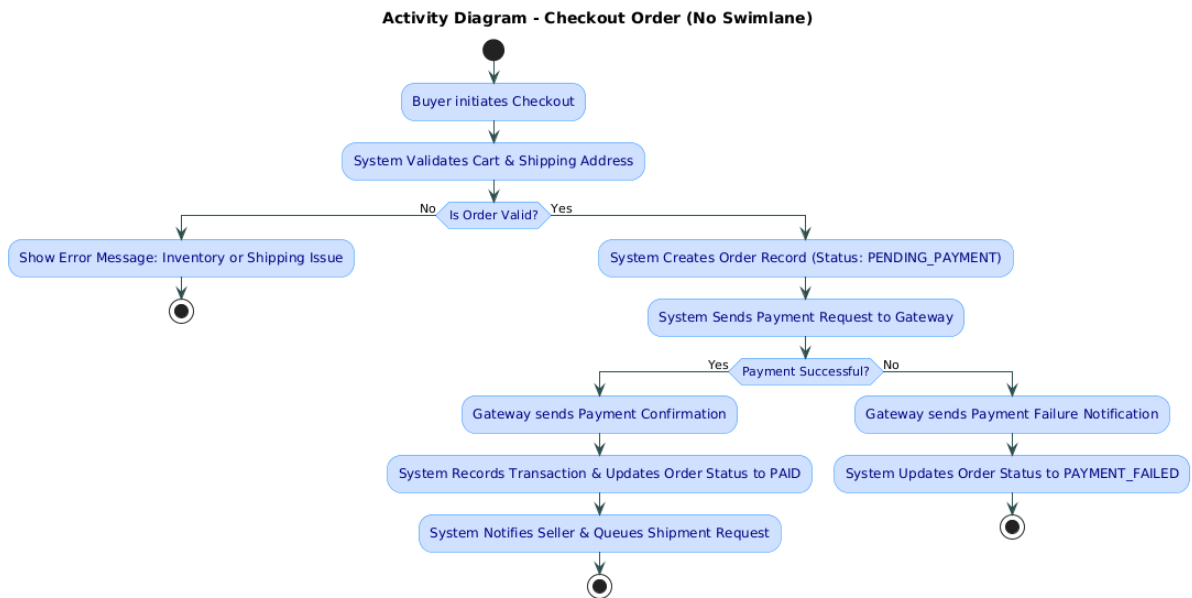 Activity Diagram - Checkout Order (No Swimlane)
Buyer initiates Checkout
System Validates Cart & Shipping Address
No
Is Order Valid?
Yes
Show Error Message: Inventory or Shipping Issue
System Creates Order Record (Status: PENDING_PAYMENT)
System Sends Payment Request to Gateway
Yes
Payment Successful?
No
Gateway sends Payment Confirmation
Gateway sends Payment Failure Notification
System Records Transaction & Updates Order Status to PAID
System Updates Order Status to PAYMENT_FAILED
System Notifies Seller & Queues Shipment Request